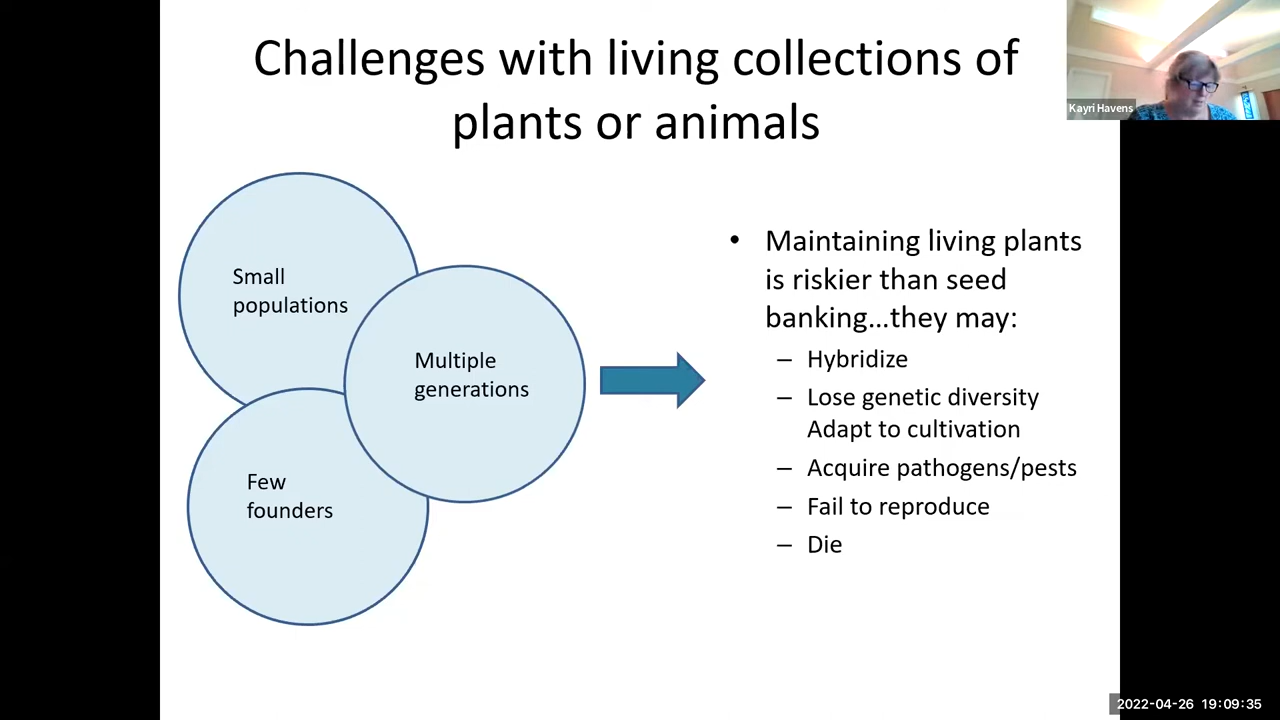 Challenges with living collections of
plants or animals
Kayri Havens
Small
populations
Multiple
generations
Few
founders
• Maintaining living plants
is riskier than seed
banking...they may:
– Hybridize
– Lose genetic diversity
Adapt to cultivation
– Acquire pathogens/pests
– Fail to reproduce
– Die
2022-04-26 19:09:35